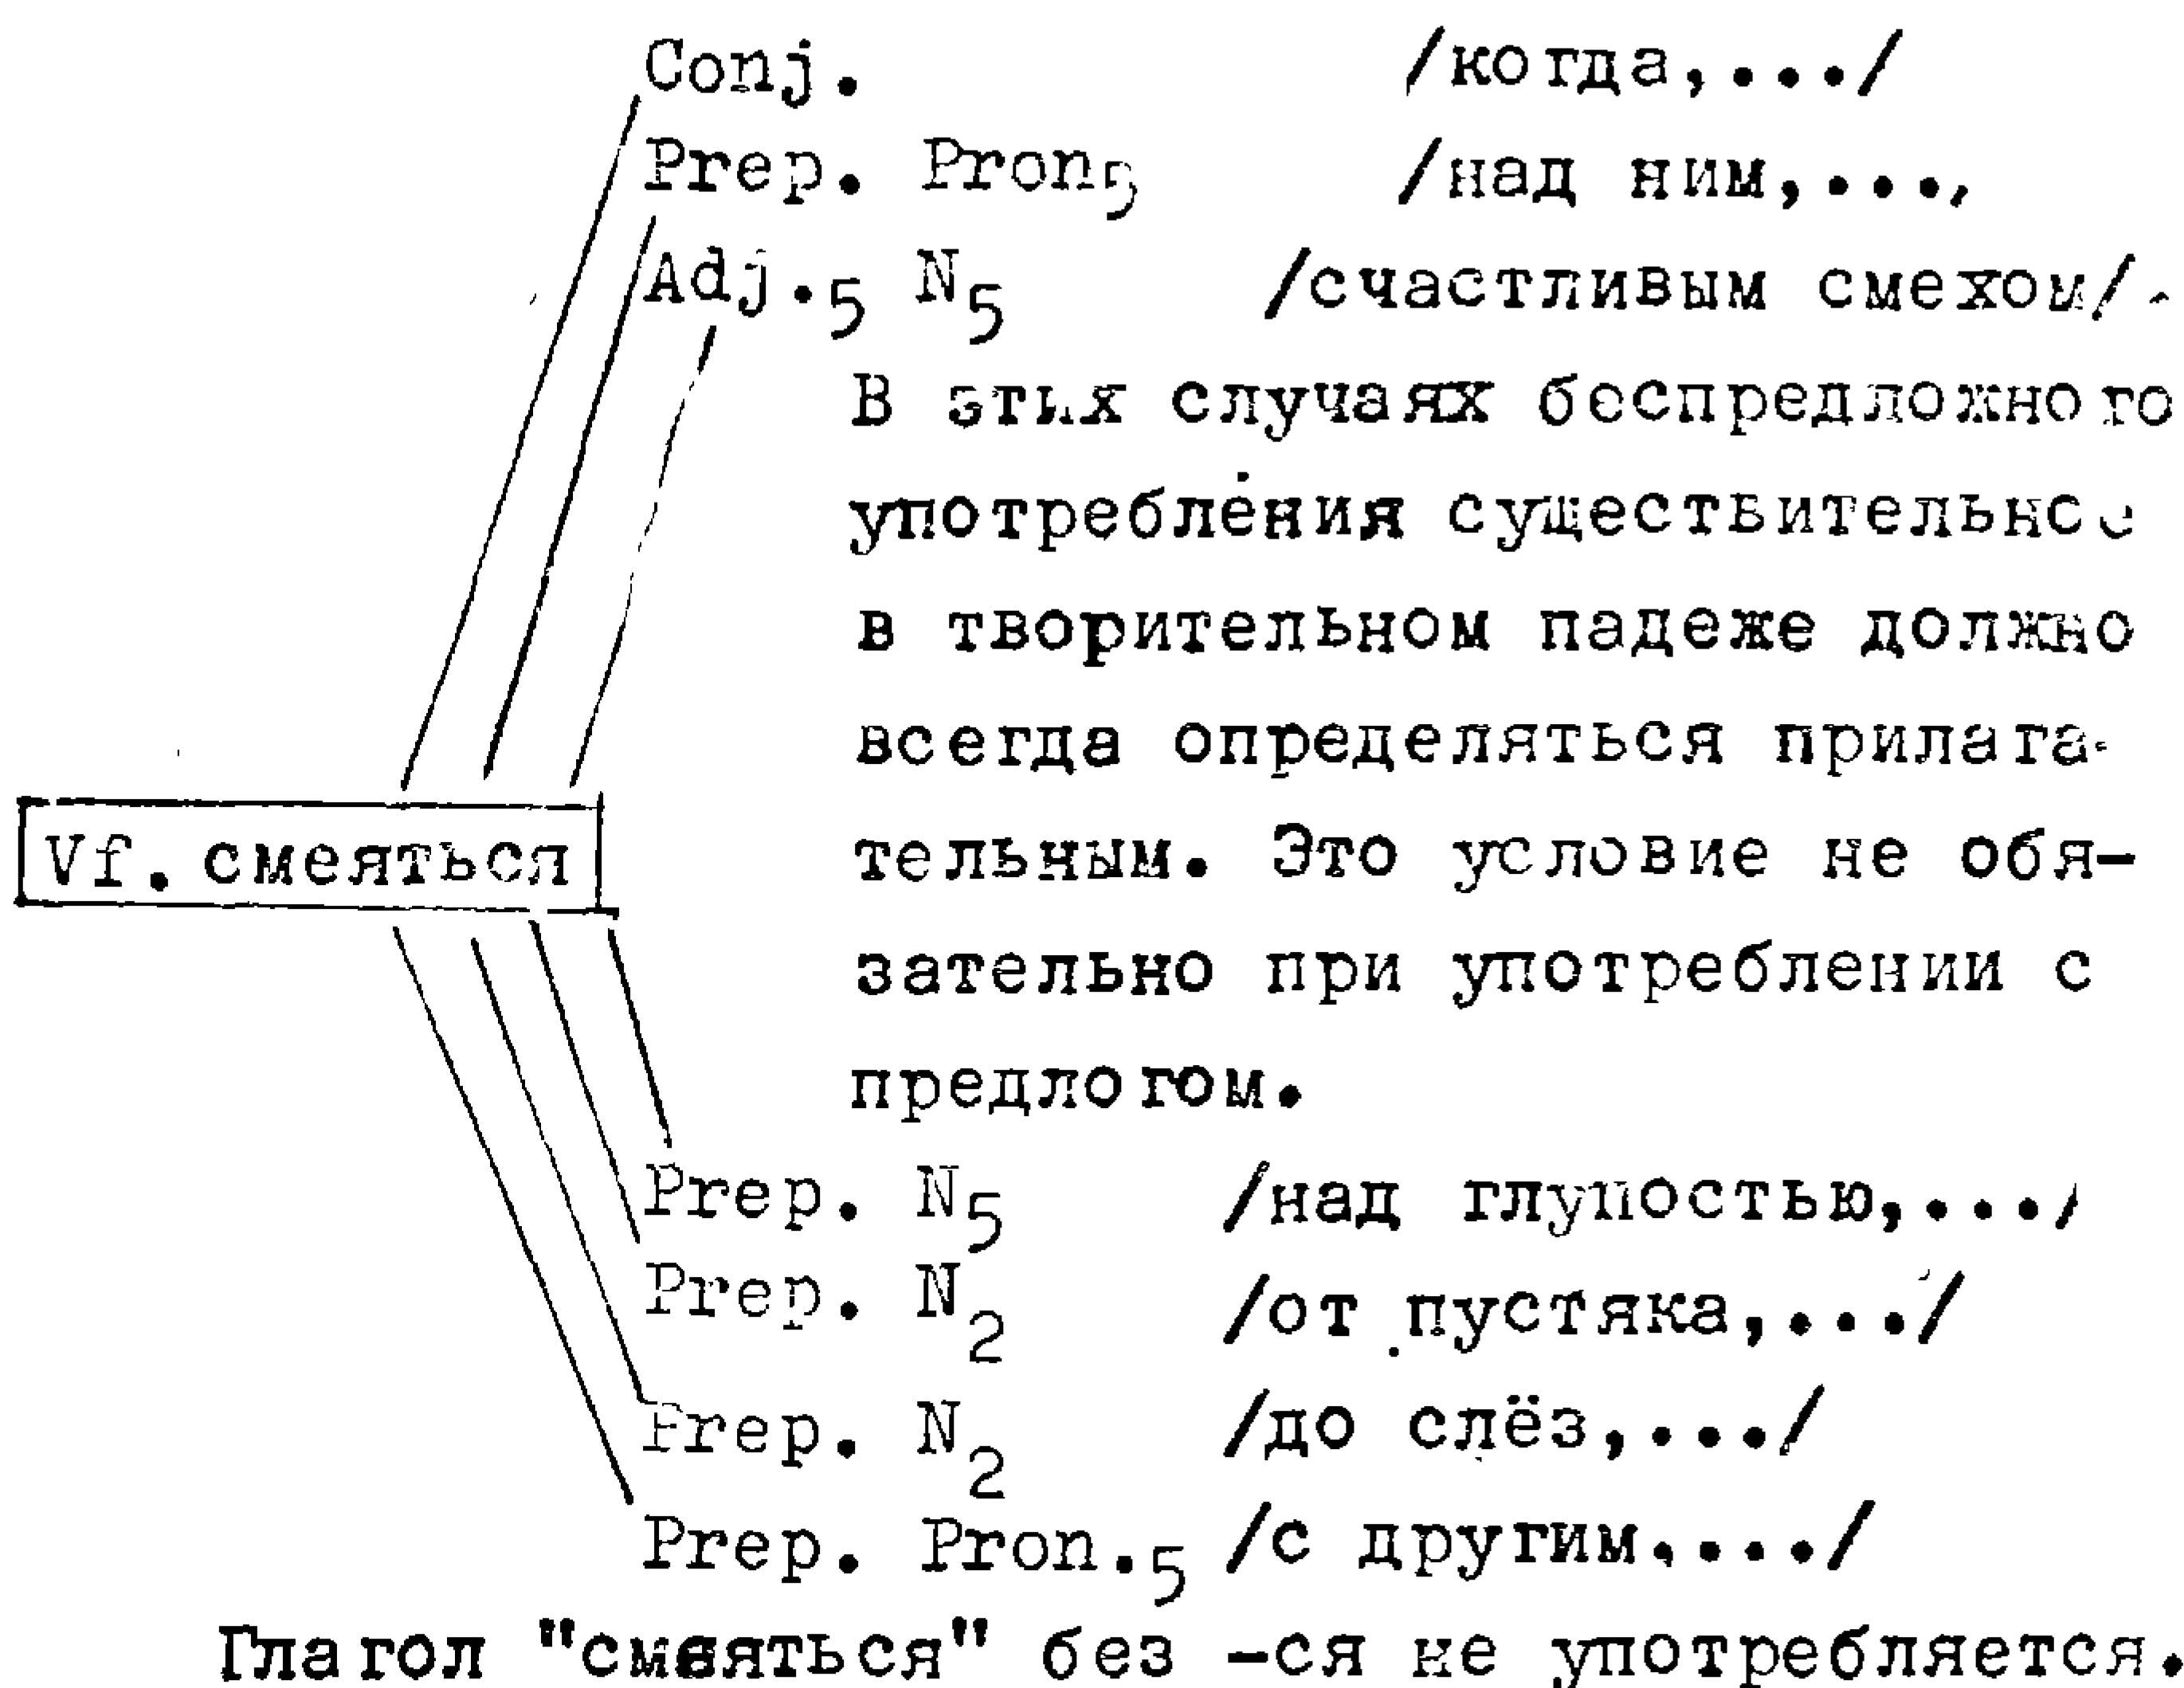 Conj. /когда,.../
Prep. Pron5 /над ним,...,
Adj.5 N5 /счастливым смехом/.
В этих случаях беспредложного
употребления существительное
в творительном падеже должно
всегда определяться прилага-
тельным. Это условие не обя-
Vf. смеяться
зательно при употреблении с
предлогом.
Prep. N5 /над глупостью,.../
Prep. N2 /от пустяка,.../
Prep. N2 /до слёз,.../
Prep. Pron.5 /с другим,.../
Глагол "смеяться" без -ся не употребляется.